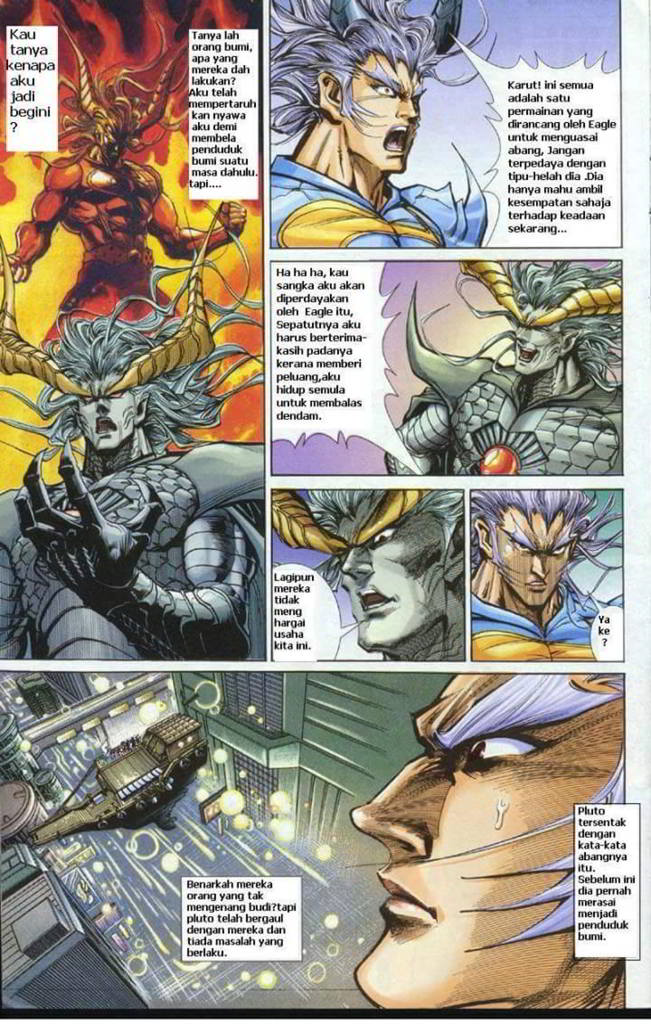 Kau
tanya
kenapa
aku
jadi
begini
?
Tanya lah
orang bumi,
apa yang
mereka dah
lakukan?
Aku telah
mempertaruh
kan nyawa
aku demi
membela
penduduk
bumi suatu
masa dahulu.
tapi....
Karut! ini semua
adalah satu
permainan yang
dirancang oleh Eagle
untuk menguasai
abang, Jangan
terpedaya dengan
tipu-helah dia .Dia
hanya mahu ambil
kesempatan sahaja
terhadap keadaan
sekarang...
Ha ha ha, kau
sangka aku akan
diperdayakan
oleh Eagle itu,
Sepatutnya aku
harus berterima-
kasih padanya
kerana memberi
peluang,aku
hidup semula
untuk membalas
dendam.
Lagipun
mereka
tidak
meng
hargai
usaha
kita ini.
Ya
ke
?
Benarkah mereka
orang yang tak
mengenang budi?tapi
pluto telah bergaul
dengan mereka dan
tiada masalah yang
berlaku.
Pluto
tersentak
dengan
kata-kata
abangnya
itu.
Sebelum ini
dia pernah
merasai
menjadi
penduduk
bumi.